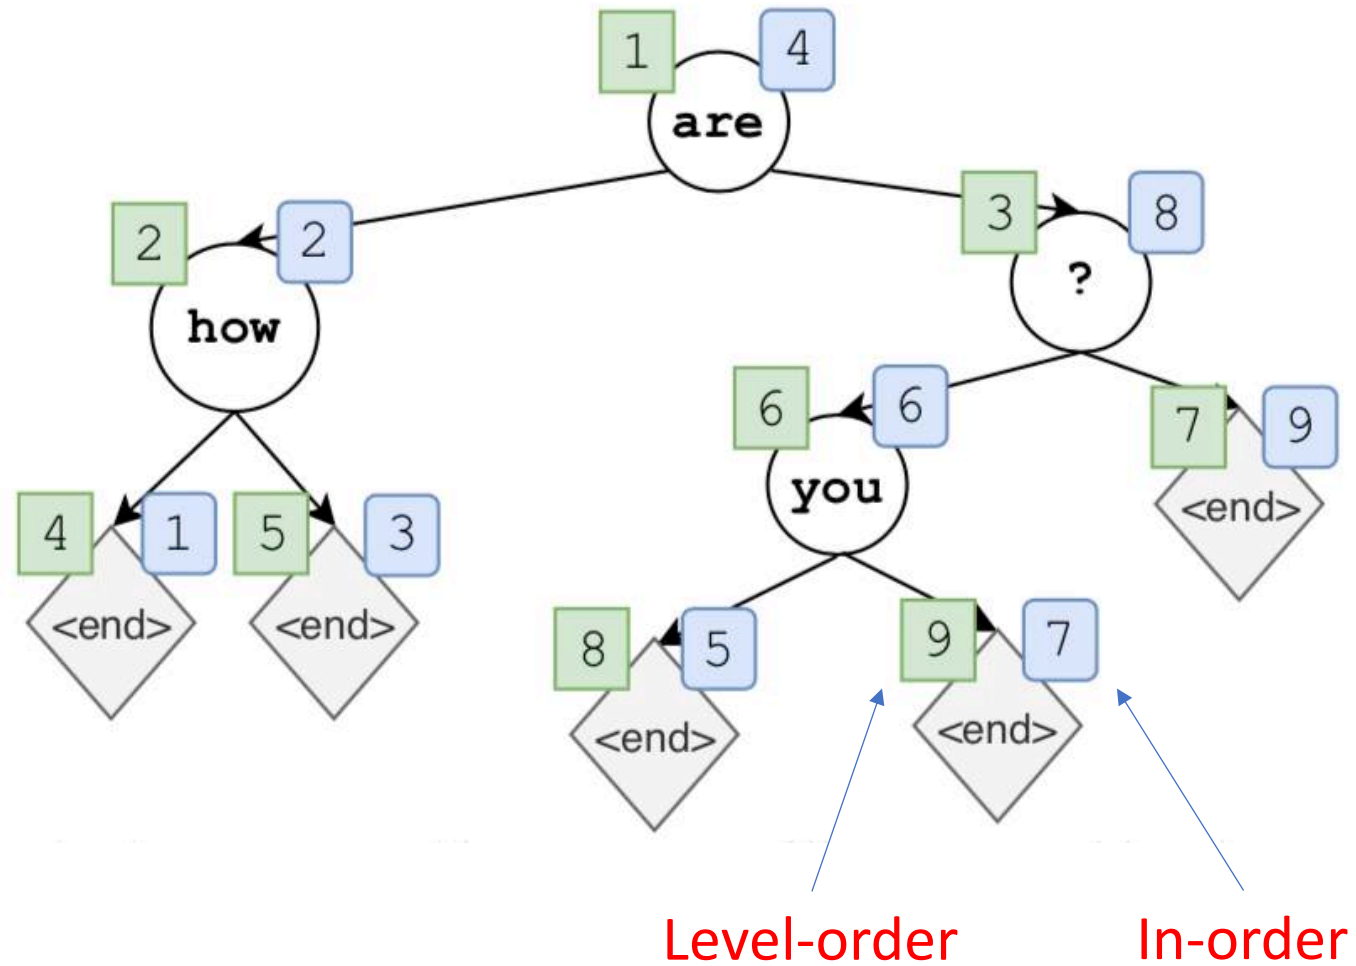 1 4
are
3 8
?
2 2
how
6 6
you
7 9
<end>
4 1 5 3
<end> <end>
8 5
<end>
9 7
<end>
Level-order In-order